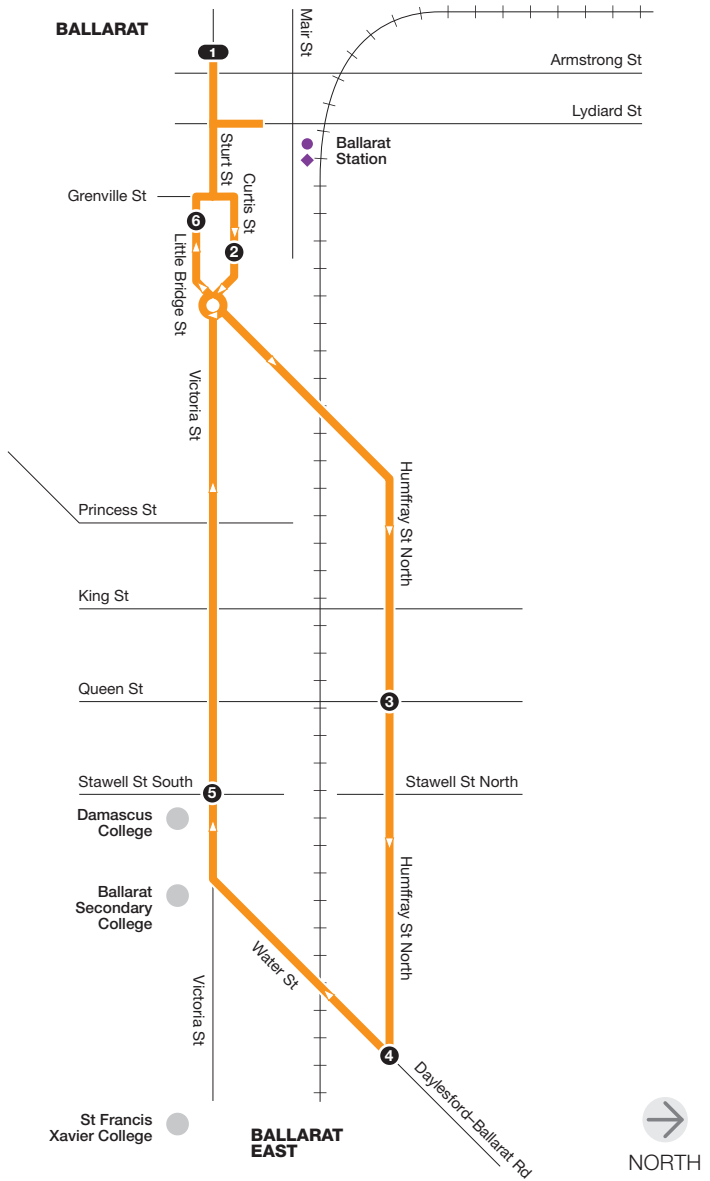 BALLARAT
1
Mair St
Armstrong St
Lydiard St
Ballarat
Station
Sturt St
Curtis St
Grenville St
6
2
Little Bridge St
Victoria St
Humffray St North
Princess St
King St
Queen St
3
Stawell St South
5
Stawell St North
Damascus
College
Ballarat
Secondary
College
Humffray St North
Water St
Victoria St
4
Daylesford–Ballarat Rd
St Francis
Xavier College
BALLARAT
EAST
NORTH